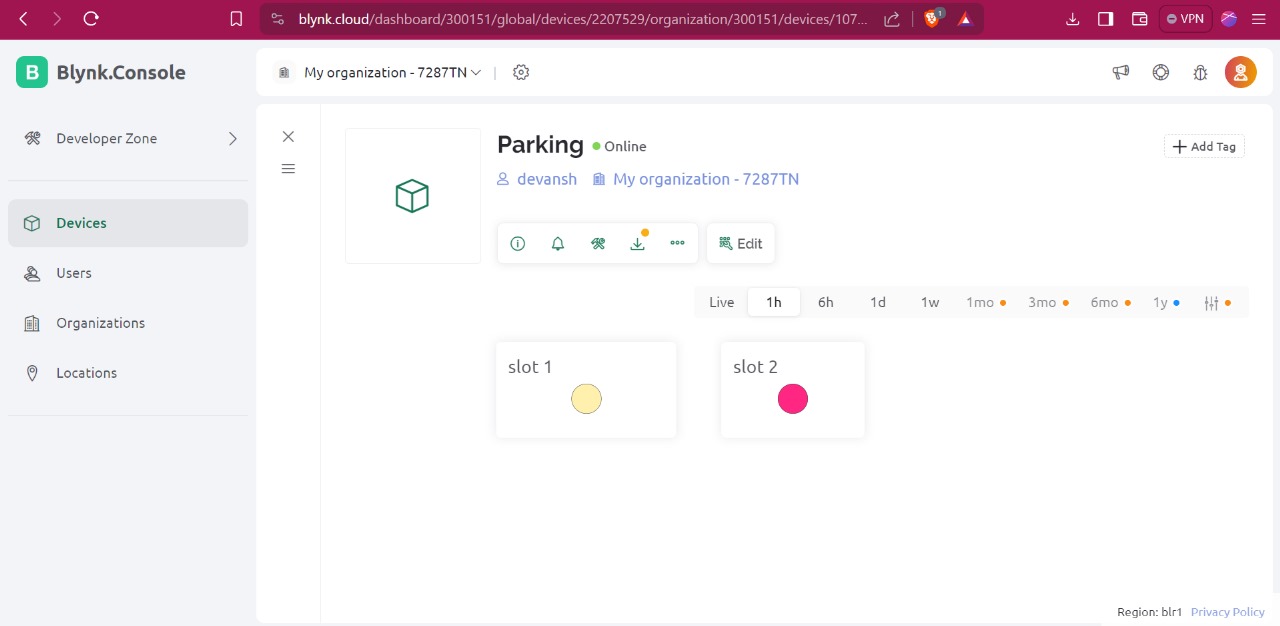 blynk.cloud/dashboard/300151/global/devices/2207529/organization/300151/devices/107...
1
VPN
B Blynk.Console
My organization - 7287TN
Developer Zone
Devices
Users
Organizations
Locations
Parking Online
Add Tag
devansh My organization - 7287TN
Edit
Live 1h 6h 1d 1w 1mo 3mo 6mo 1y
slot 1
slot 2
Region: blr1 Privacy Policy